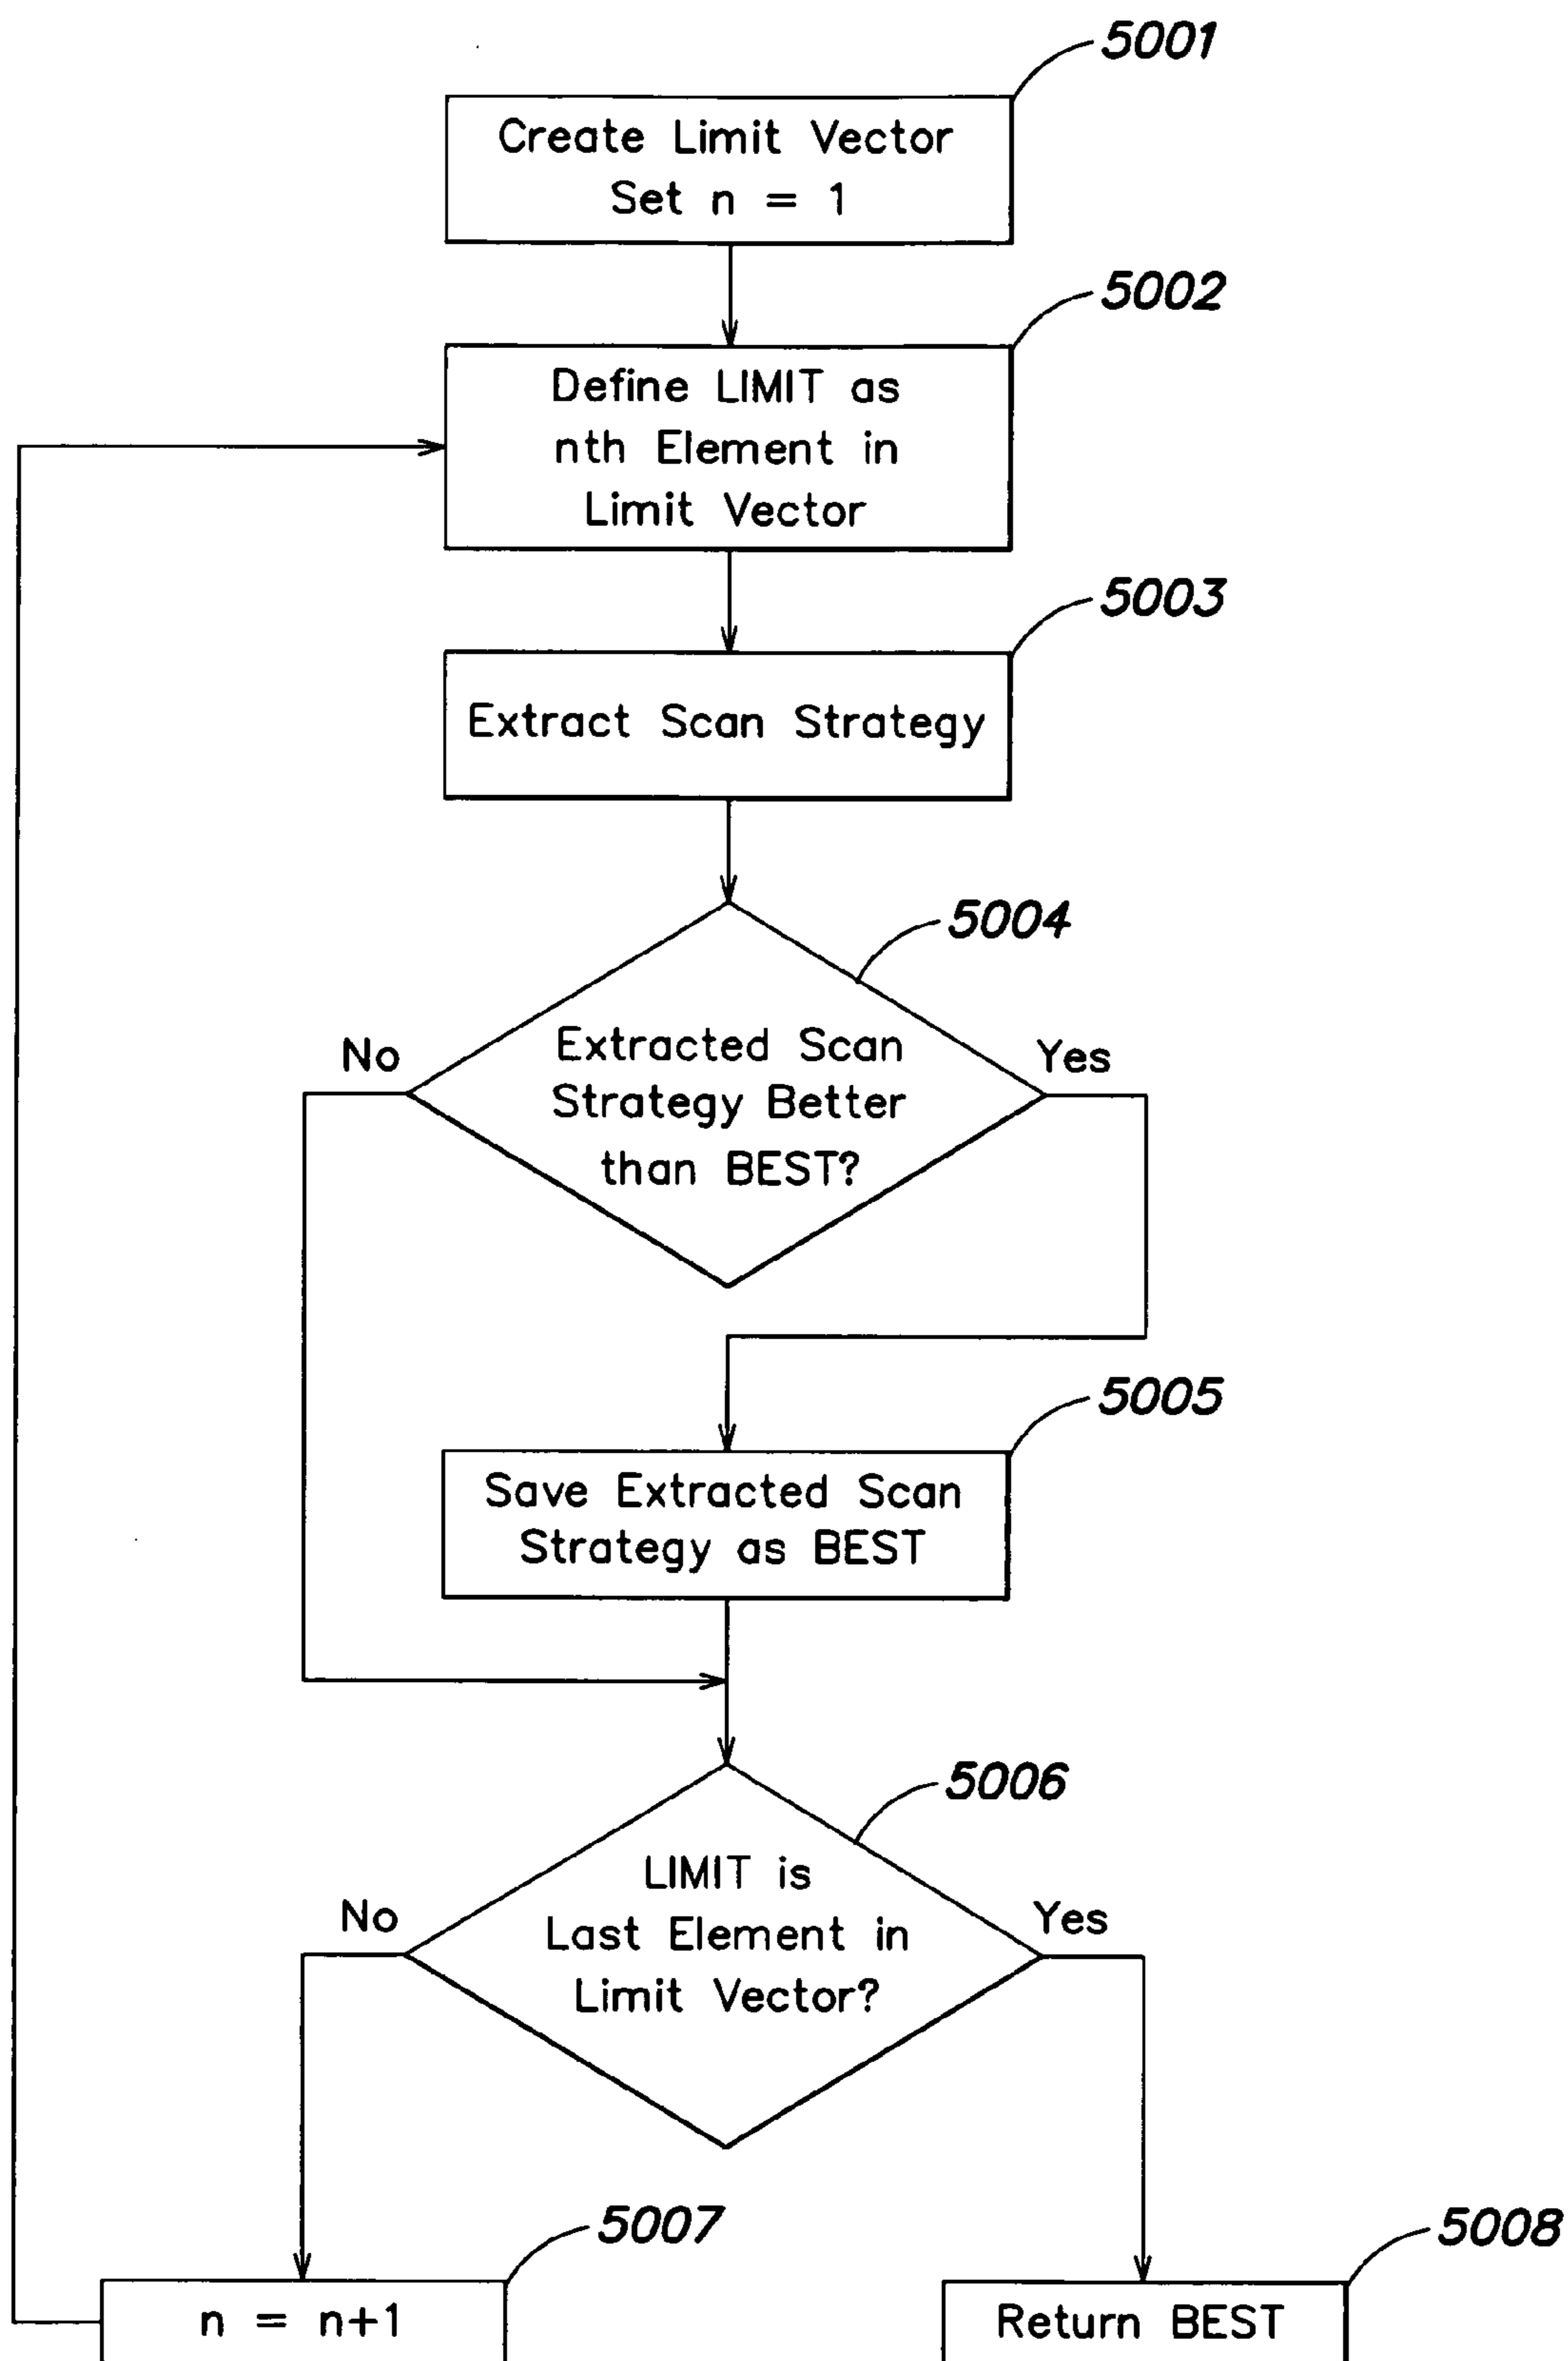 5001
Create Limit Vector
Set n = 1
5002
Define LIMIT as
nth Element in
Limit Vector
5003
Extract Scan Strategy
5004
No
Extracted Scan
Strategy Better
than BEST?
Yes
5005
Save Extracted Scan
Strategy as BEST
5006
No
LIMIT is
Last Element in
Limit Vector?
Yes
5007
n = n+1
5008
Return BEST